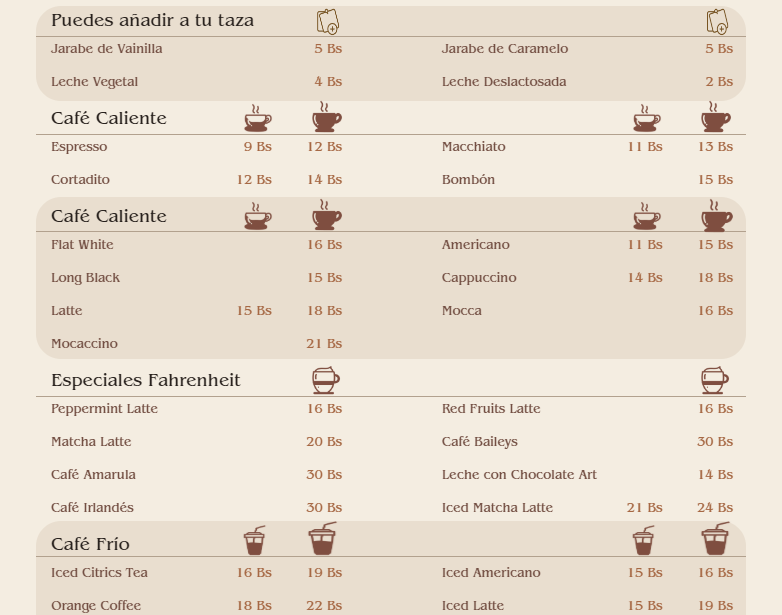 Puedes añadir a tu taza
Jarabe de Vainilla 5 Bs Jarabe de Caramelo 5 Bs
Leche Vegetal 4 Bs Leche Deslactosada 2 Bs
Café Caliente
Espresso 9 Bs 12 Bs Macchiato 11 Bs 13 Bs
Cortadito 12 Bs 14 Bs Bombón 15 Bs
Café Caliente
Flat White 16 Bs Americano 11 Bs 15 Bs
Long Black 15 Bs Cappuccino 14 Bs 18 Bs
Latte 15 Bs 18 Bs Mocca 16 Bs
Mocaccino 21 Bs
Especiales Fahrenheit
Peppermint Latte 16 Bs Red Fruits Latte 16 Bs
Matcha Latte 20 Bs Café Baileys 30 Bs
Café Amarula 30 Bs Leche con Chocolate Art 14 Bs
Café Irlandés 30 Bs Iced Matcha Latte 21 Bs 24 Bs
Café Frío
Iced Citrics Tea 16 Bs 19 Bs Iced Americano 15 Bs 16 Bs
Orange Coffee 18 Bs 22 Bs Iced Latte 15 Bs 19 Bs